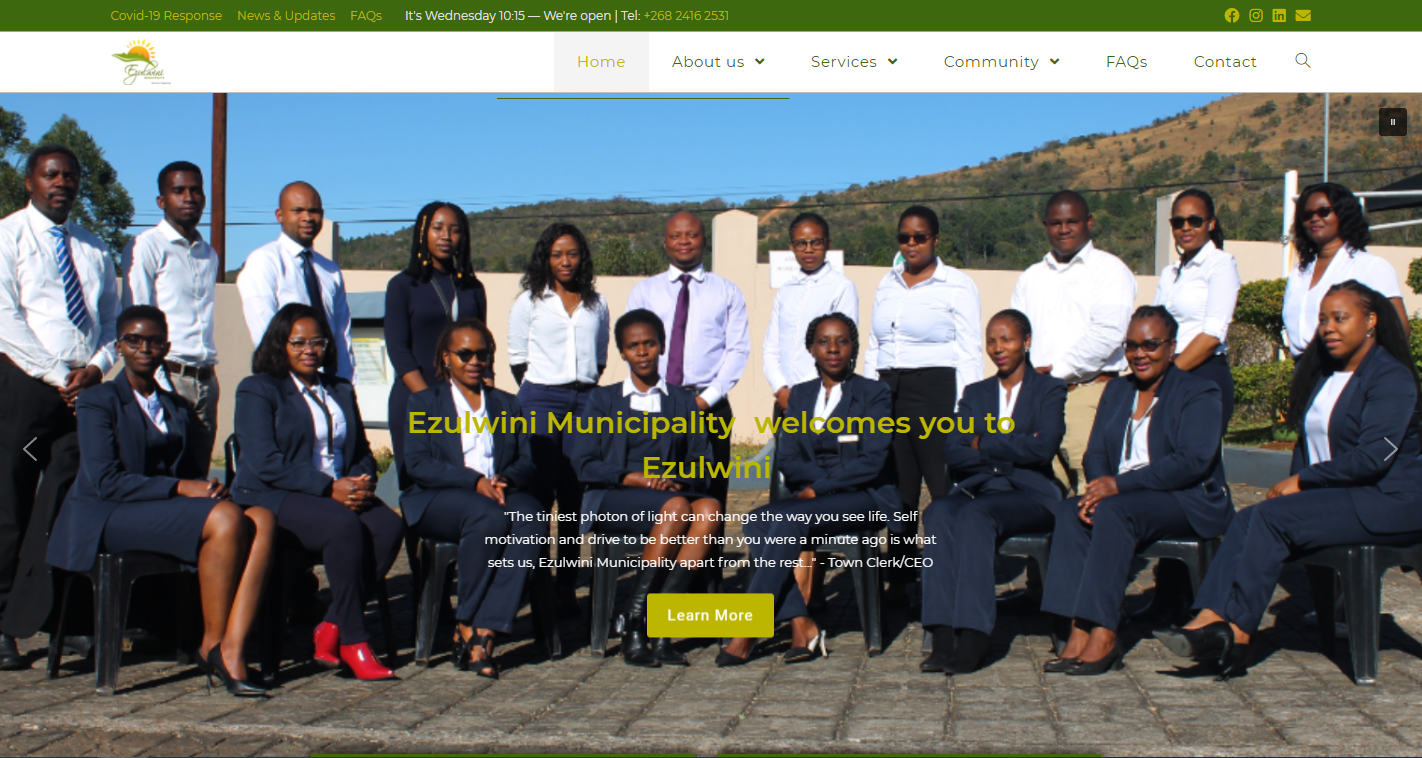 Covid-19 Response News & Updates FAQs It's Wednesday 10:15 — We're open | Tel: +268 2416 2531
Ezulwini
Home About us Services Community FAQs Contact
Ezulwini Municipality welcomes you to
Ezulwini
"The tiniest photon of light can change the way you see life. Self
motivation and drive to be better than you were a minute ago is what
sets us, Ezulwini Municipality apart from the rest..." - Town Clerk/CEO
Learn More